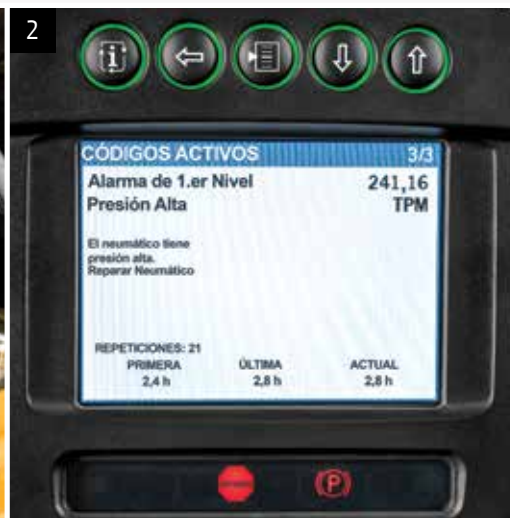 2
CÓDIGOS ACTIVOS 3/3
Alarma de 1.er Nivel 241,16
Presión Alta TPM
El neumático tiene
presión alta.
Reparar Neumático
REPETICIONES: 21
PRIMERA ÚLTIMA ACTUAL
2,4 h 2,8 h 2,8 h
(P)